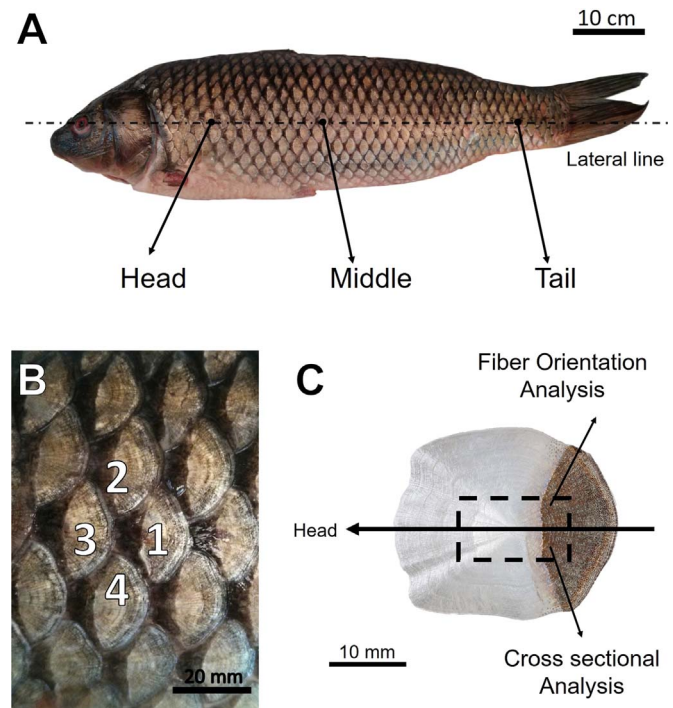 A
10 cm
Lateral line
Head
Middle
Tail
B
2
3
1
4
20 mm
C
Fiber Orientation
Analysis
Head
10 mm
Cross sectional
Analysis